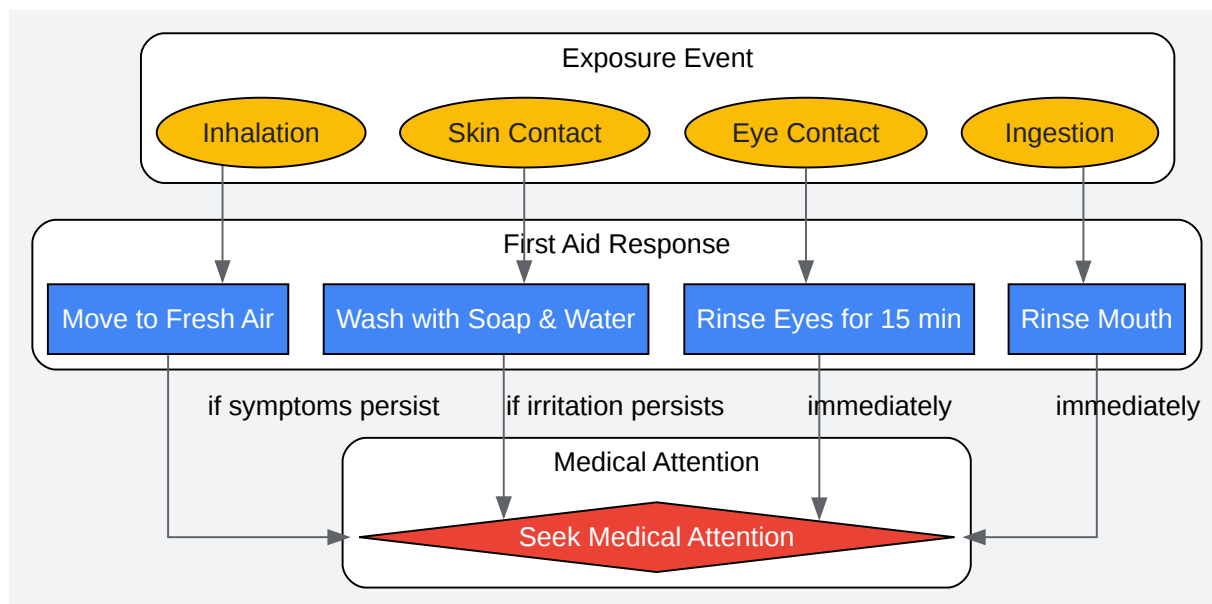 Exposure Event
Inhalation
Skin Contact
Eye Contact
Ingestion
First Aid Response
Move to Fresh Air
Wash with Soap & Water
Rinse Eyes for 15 min
Rinse Mouth
if symptoms persist
if irritation persists
immediately
immediately
Medical Attention
Seek Medical Attention